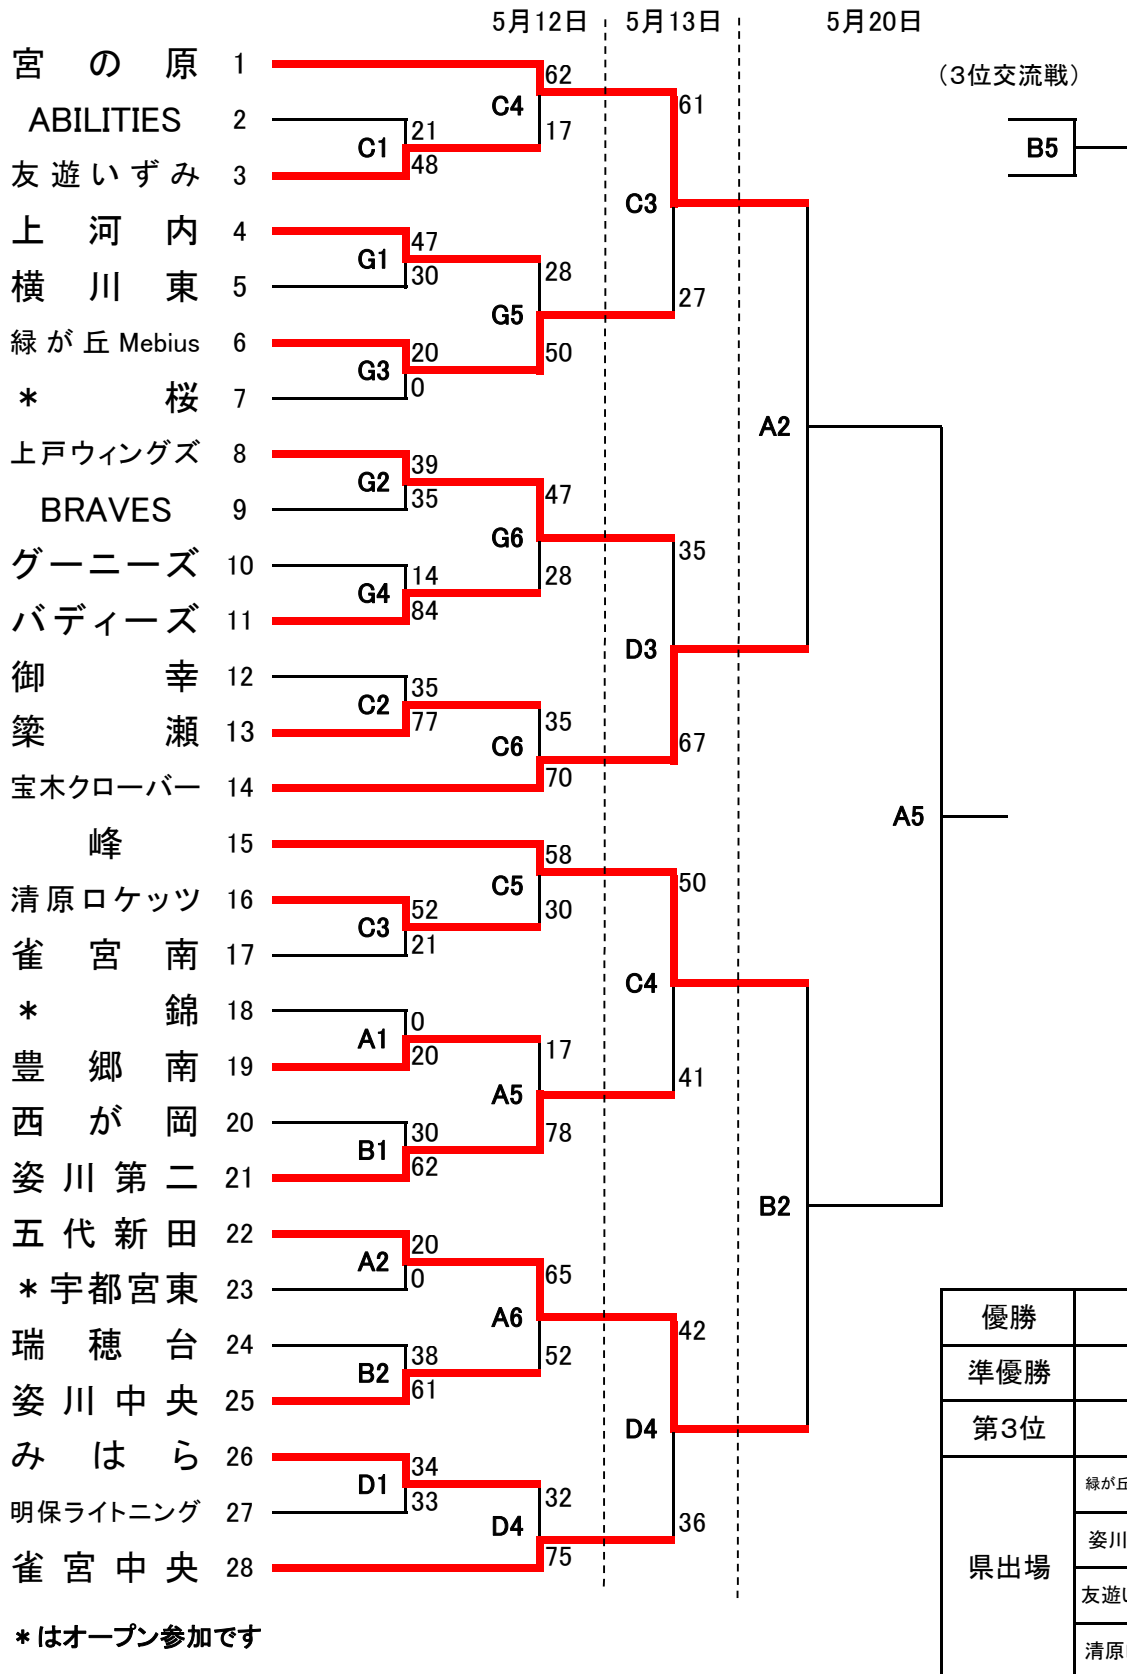 5月12日 5月13日 5月20日
宮の原 1
62
(3位交流戦)
C4
61
ABILITIES 2
21
17
C1
B5
48
友遊いずみ 3
C3
上河内 4
47
G1
30
28
27
横川東 5
G5
緑が丘 Mebius 6
20
50
G3
0
*桜 7
A2
上戸ウィングズ 8
39
G2
35
47
BRAVES 9
G6
35
グーニーズ 10
14
28
G4
84
バディーズ 11
D3
御幸 12
35
C2
77
35
67
簗瀬 13
C6
70
宝木クローバー 14
A5
峰 15
58
50
C5
清原ロケッツ 16
52
30
C3
21
雀宮南 17
C4
*錦 18
0
A1
20
17
41
豊郷南 19
A5
西が岡 20
30
78
B1
62
姿川第二 21
B2
五代新田 22
20
A2
0
65
*宇都宮東 23
A6
42
優勝
瑞穂台 24
38
52
B2
61
準優勝
姿川中央 25
D4
第3位
みはら 26
34
D1
33
32
36
緑が丘
明保ライトニング 27
D4
75
姿川
雀宮中央 28
県出場
友遊
*はオープン参加です
清原